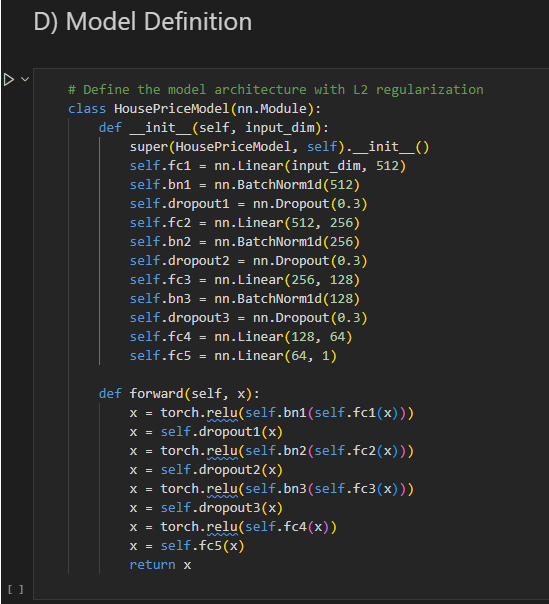 D) Model Definition
# Define the model architecture with L2 regularization
class HousePriceModel(nn.Module):
    def __init__(self, input_dim):
        super(HousePriceModel, self).__init__()
        self.fc1 = nn.Linear(input_dim, 512)
        self.bn1 = nn.BatchNorm1d(512)
        self.dropout1 = nn.Dropout(0.3)
        self.fc2 = nn.Linear(512, 256)
        self.bn2 = nn.BatchNorm1d(256)
        self.dropout2 = nn.Dropout(0.3)
        self.fc3 = nn.Linear(256, 128)
        self.bn3 = nn.BatchNorm1d(128)
        self.dropout3 = nn.Dropout(0.3)
        self.fc4 = nn.Linear(128, 64)
        self.fc5 = nn.Linear(64, 1)

    def forward(self, x):
        x = torch.relu(self.bn1(self.fc1(x)))
        x = self.dropout1(x)
        x = torch.relu(self.bn2(self.fc2(x)))
        x = self.dropout2(x)
        x = torch.relu(self.bn3(self.fc3(x)))
        x = self.dropout3(x)
        x = torch.relu(self.fc4(x))
        x = self.fc5(x)
        return x
[ ]